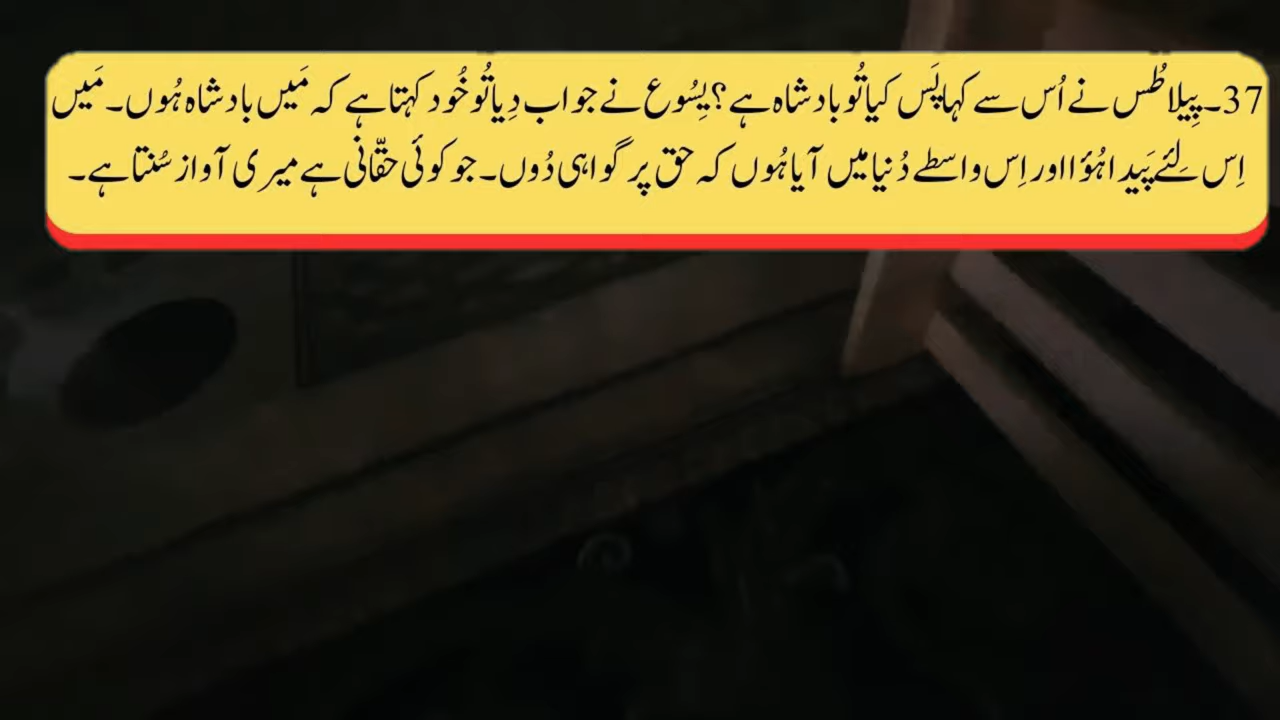 37۔پِیلاطُس نے اُس سے کہا پَس کیا تُو بادشاہ ہے؟ یِسُوع نے جواب دِیا تُو خُود کہتا ہے کہ مَیں بادشاہ ہُوں۔ مَیں
اِس لِئے پَیدا ہُؤا اور اِس واسطے دُنیا میں آیا ہُوں کہ حق پر گواہی دُوں۔ جو کوئی حقّانی ہے میری آواز سُنتا ہے۔